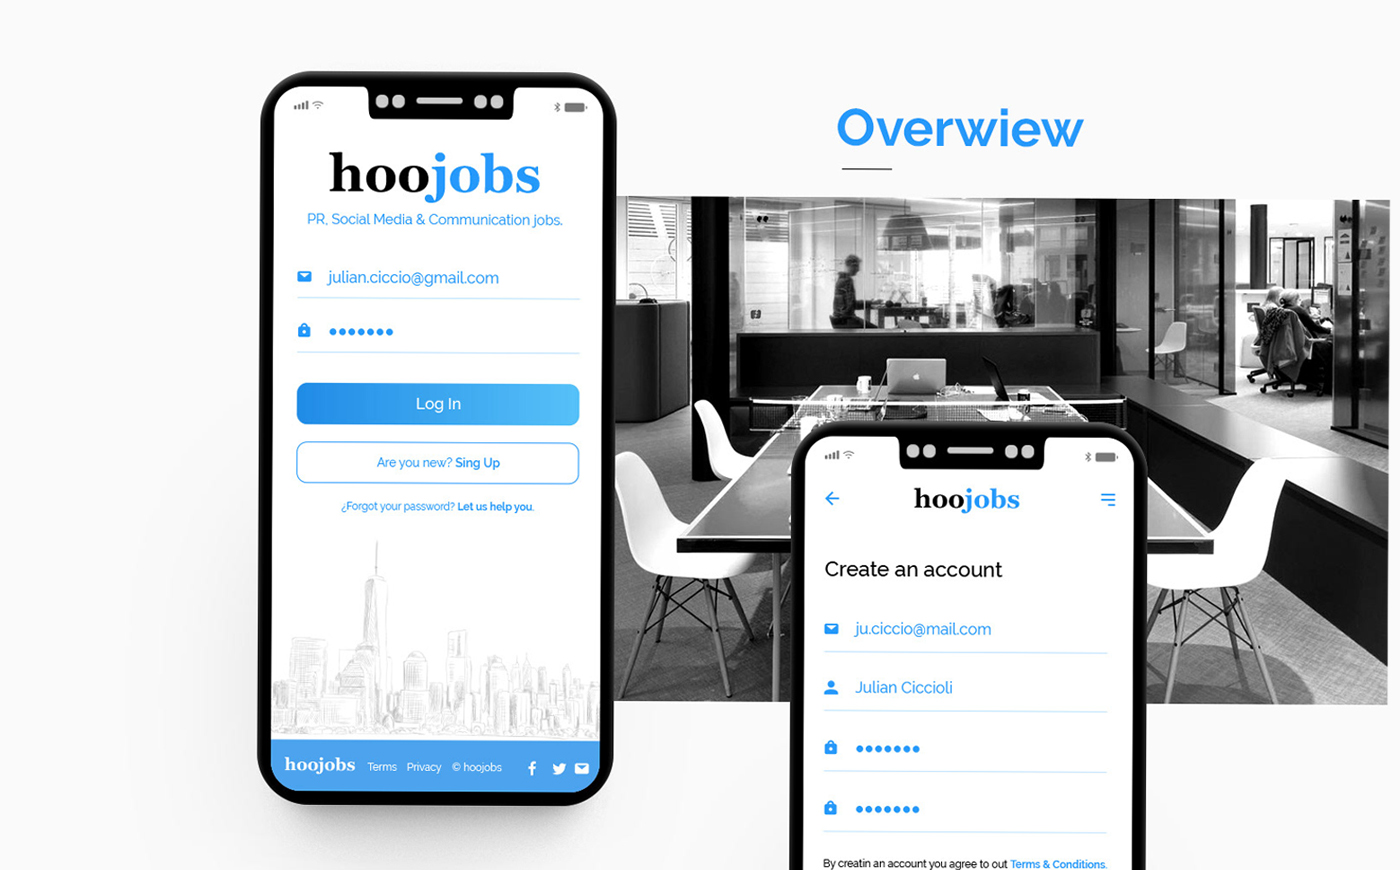 Overwiew
hoojobs
PR, Social Media & Communication jobs.
julian.ciccio@gmail.com
Log In
Are you new? Sing Up
¿Forgot your password? Let us help you.
hoojobs Terms Privacy © hoojobs
hoojobs
Create an account
ju.ciccio@mail.com
Julian Ciccioli
By creatin an account you agree to out Terms & Conditions.